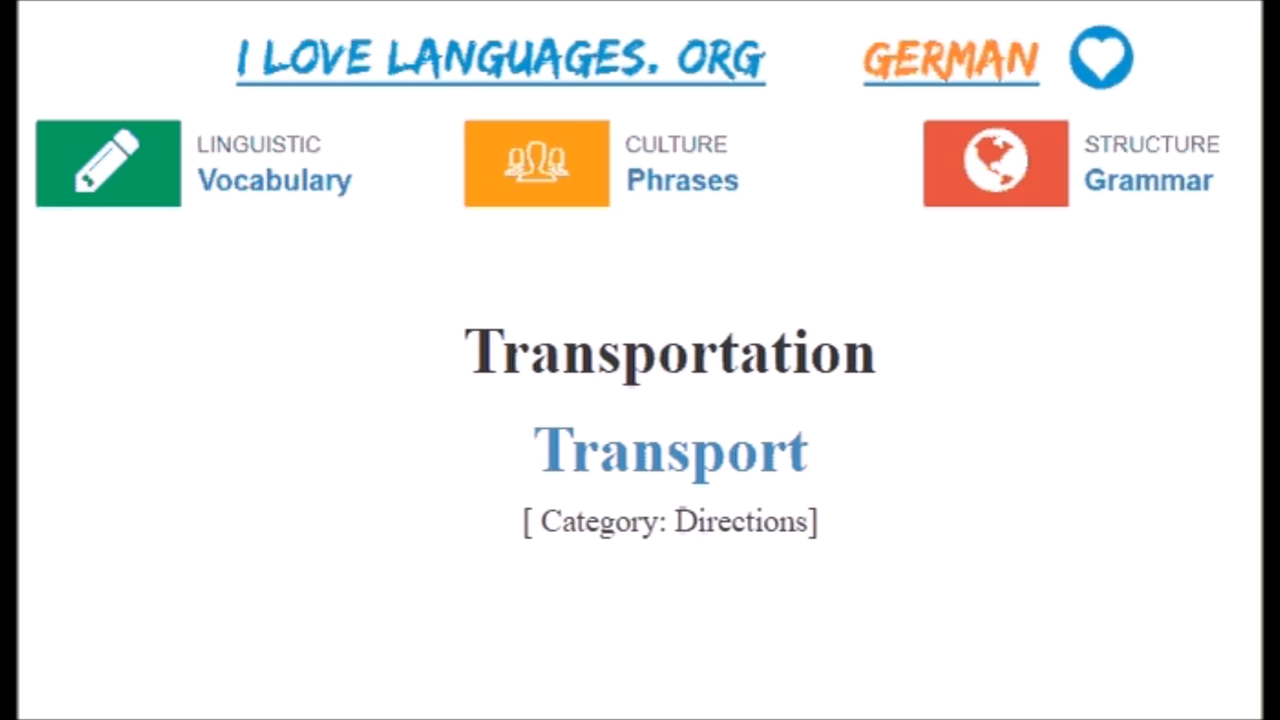 I LOVE LANGUAGES. ORG GERMAN
LINGUISTIC
Vocabulary
CULTURE
Phrases
STRUCTURE
Grammar
Transportation
Transport
[ Category: Directions]